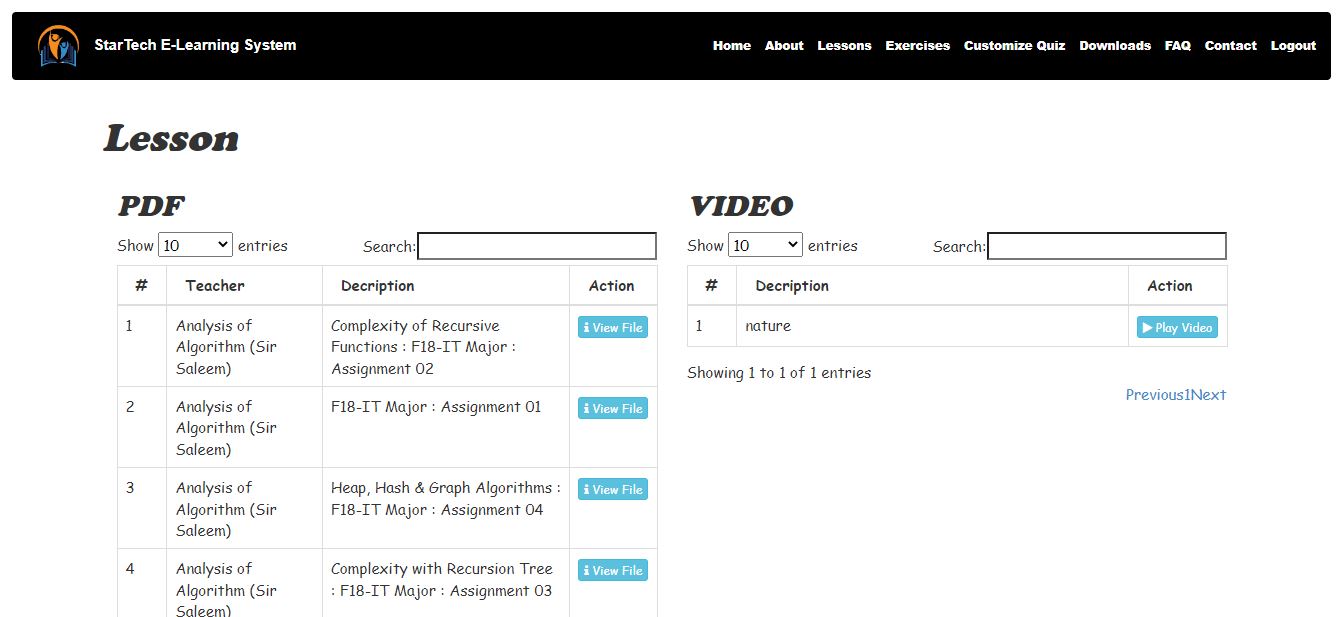 StarTech E-Learning System
Home About Lessons Exercises Customize Quiz Downloads FAQ Contact Logout
Lesson
PDF
Show 10 entries Search:
# Teacher Decription Action
1 Analysis of Complexity of Recursive View File
Algorithm (Sir Functions : F18-IT Major :
Saleem) Assignment 02
2 Analysis of F18-IT Major : Assignment 01 View File
Algorithm (Sir
Saleem)
3 Analysis of Heap, Hash & Graph Algorithms : View File
Algorithm (Sir F18-IT Major : Assignment 04
Saleem)
4 Analysis of Complexity with Recursion Tree View File
Algorithm (Sir : F18-IT Major : Assignment 03
Saleem)
VIDEO
Show 10 entries Search:
# Decription Action
1 nature Play Video
Showing 1 to 1 of 1 entries
Previous1Next